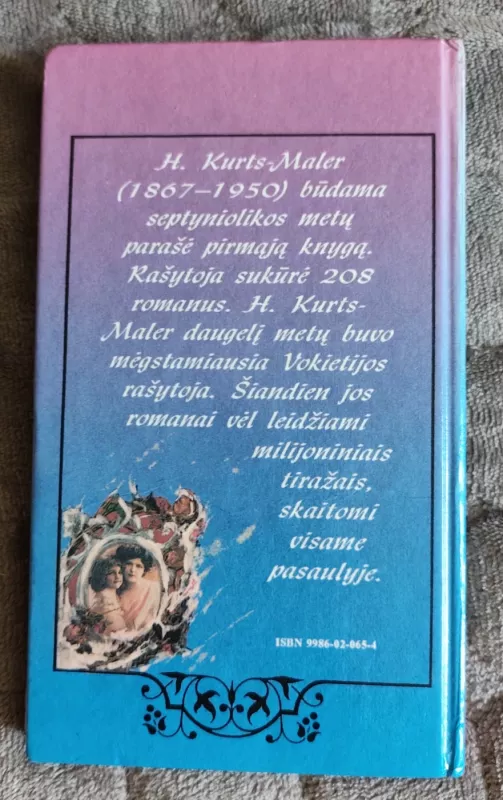 H. Kurts-Maler
(1867–1950) būdama
septyniolikos metų
parašė pirmąją knygą.
Rašytoja sukūrė 208
romanus. H. Kurts-
Maler daugelį metų buvo
mėgstamiausia Vokietijos
rašytoja. Šiandien jos
romanai vėl leidžiami
milijoniniais
tiražais,
skaitomi
visame
pasaulyje.
ISBN 9986-02-065-4